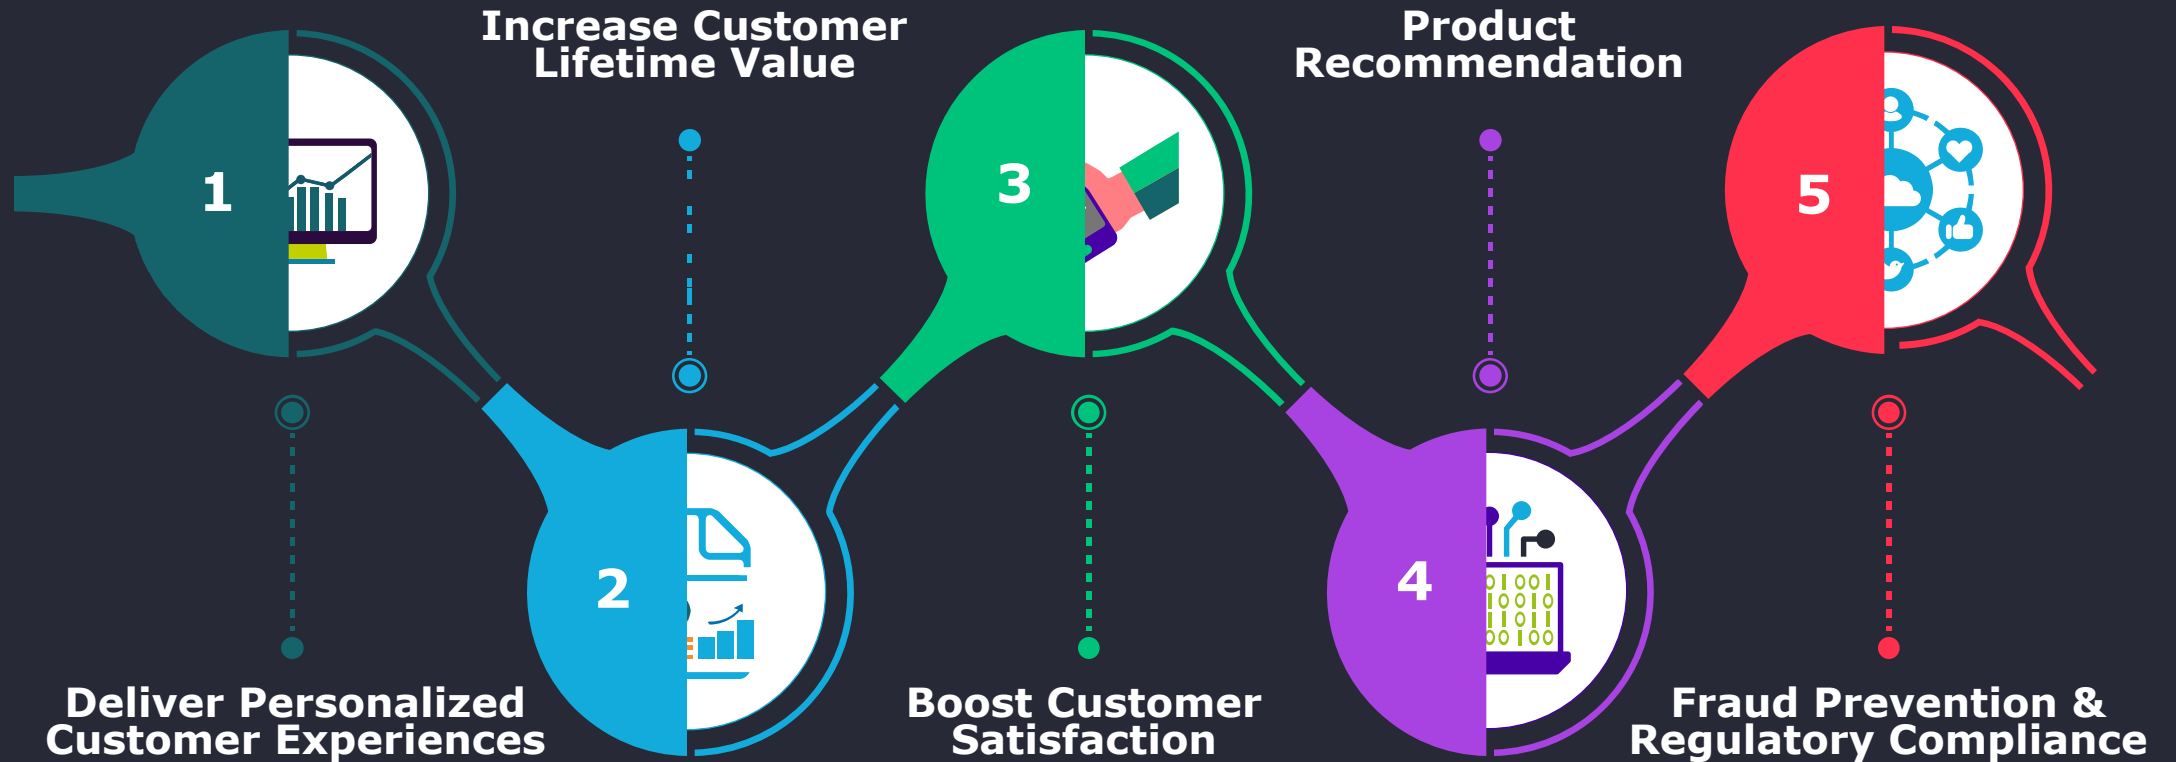 1
Deliver Personalized
Customer Experiences
Increase Customer
Lifetime Value
2
3
Boost Customer
Satisfaction
Product
Recommendation
4
5
Fraud Prevention &
Regulatory Compliance